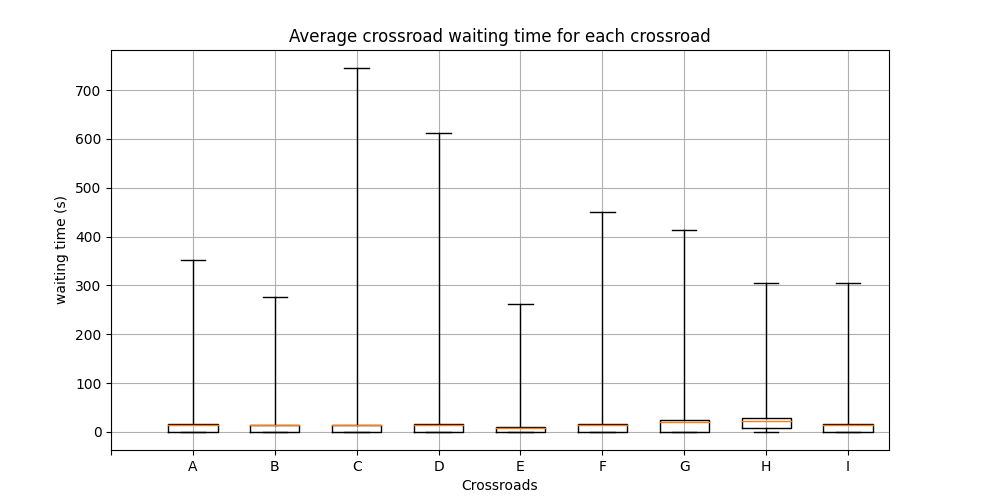 Average crossroad waiting time for each crossroad
waiting time (s)
700
600
500
400
300
200
100
0
A B C D E F G H I
Crossroads